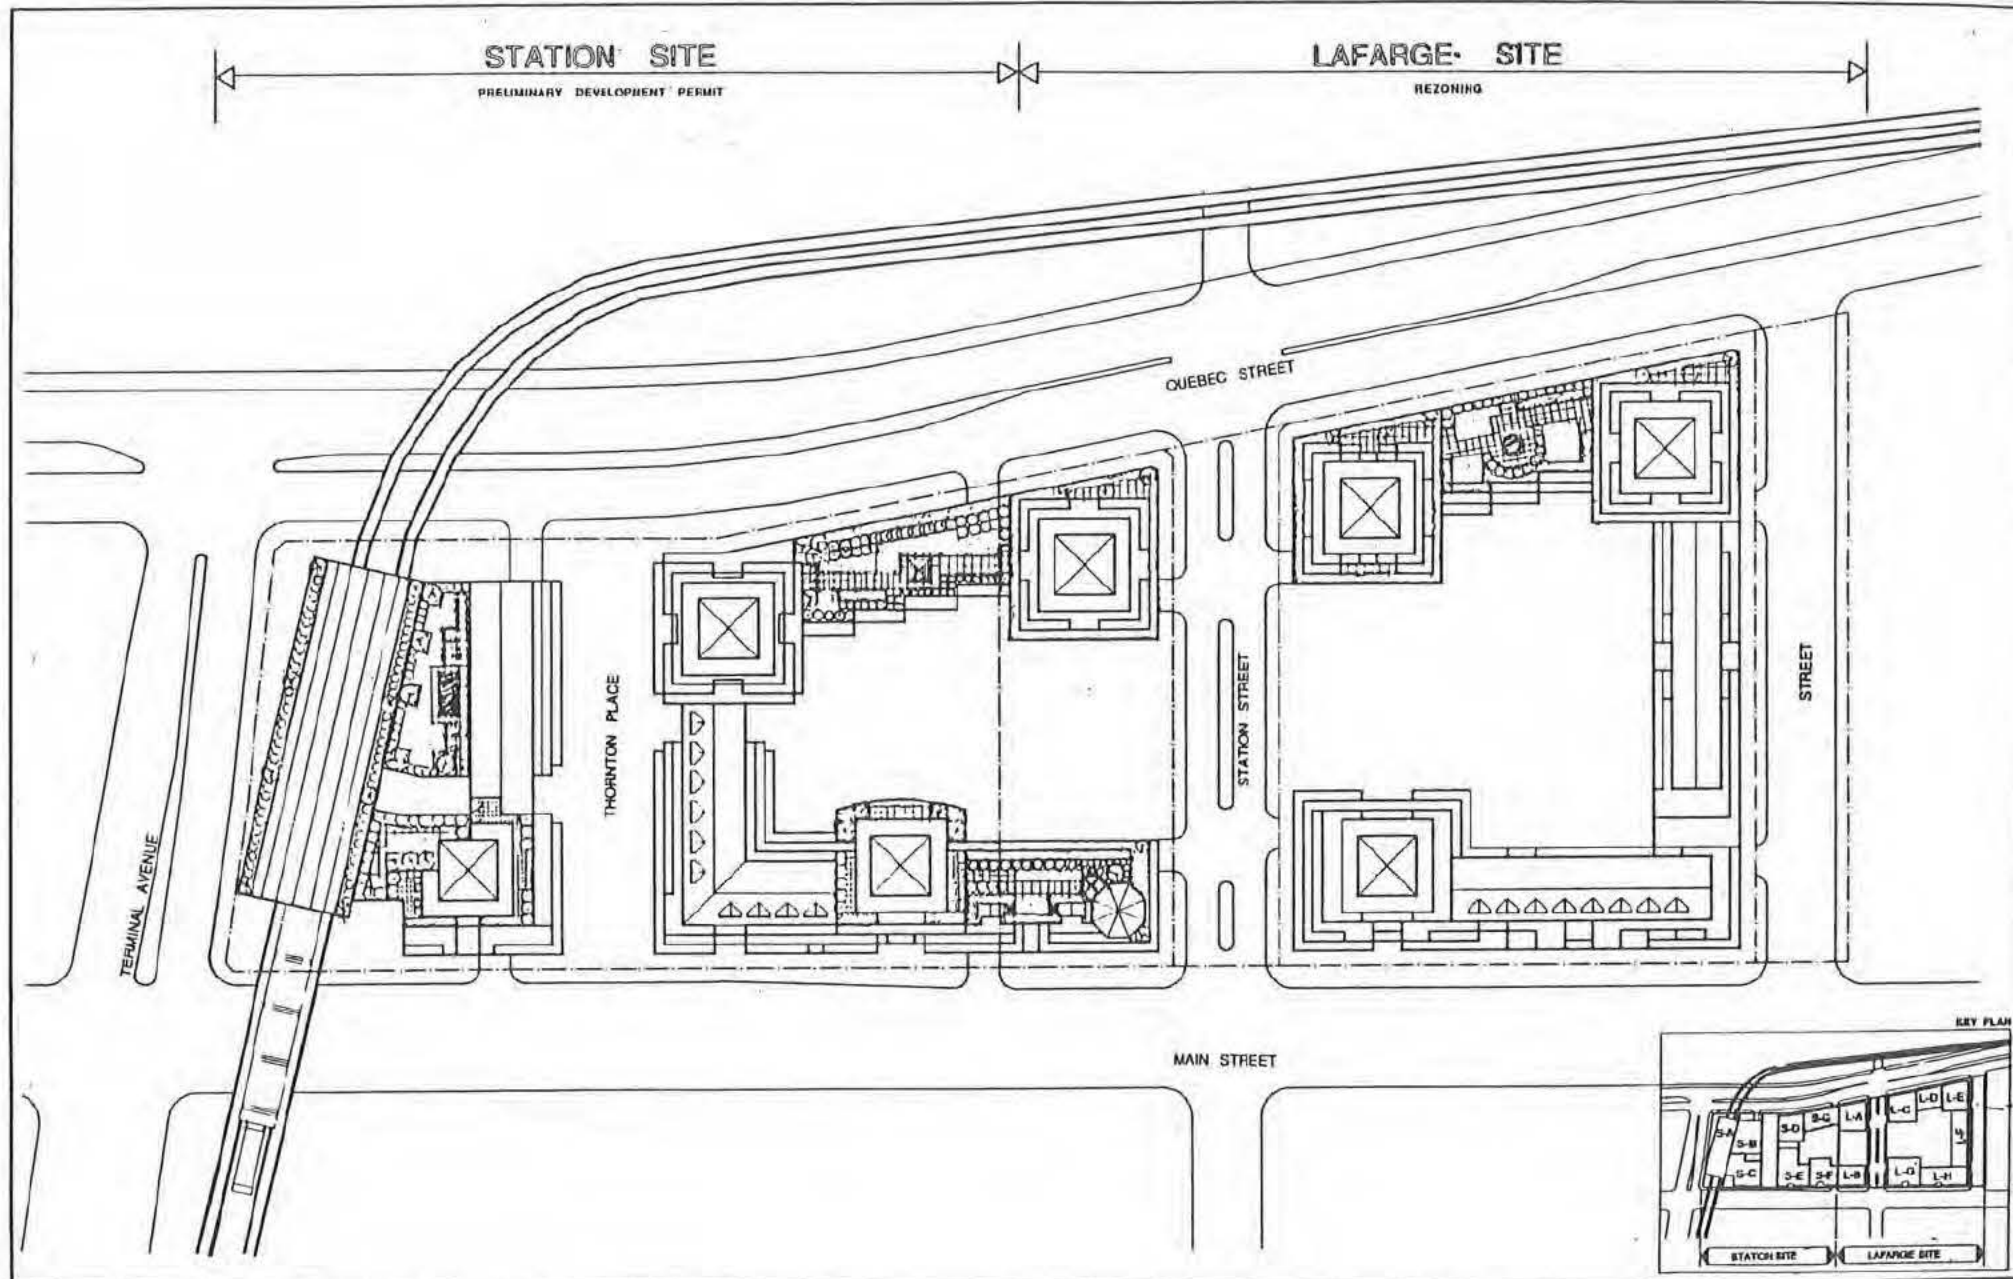 STATION SITE
PRELIMINARY DEVELOPMENT PERMIT
LAFARGE SITE
REZONING
QUEBEC STREET
THORNTON PLACE
STATION STREET
STREET
TERMINAL AVENUE
MAIN STREET
KEY PLAN
S-A
S-B
S-C
S-D
S-G
L-A
L-C
L-D
L-E
L-F
S-E
S-F
L-B
L-G
L-H
STATION SITE
LAFARGE SITE